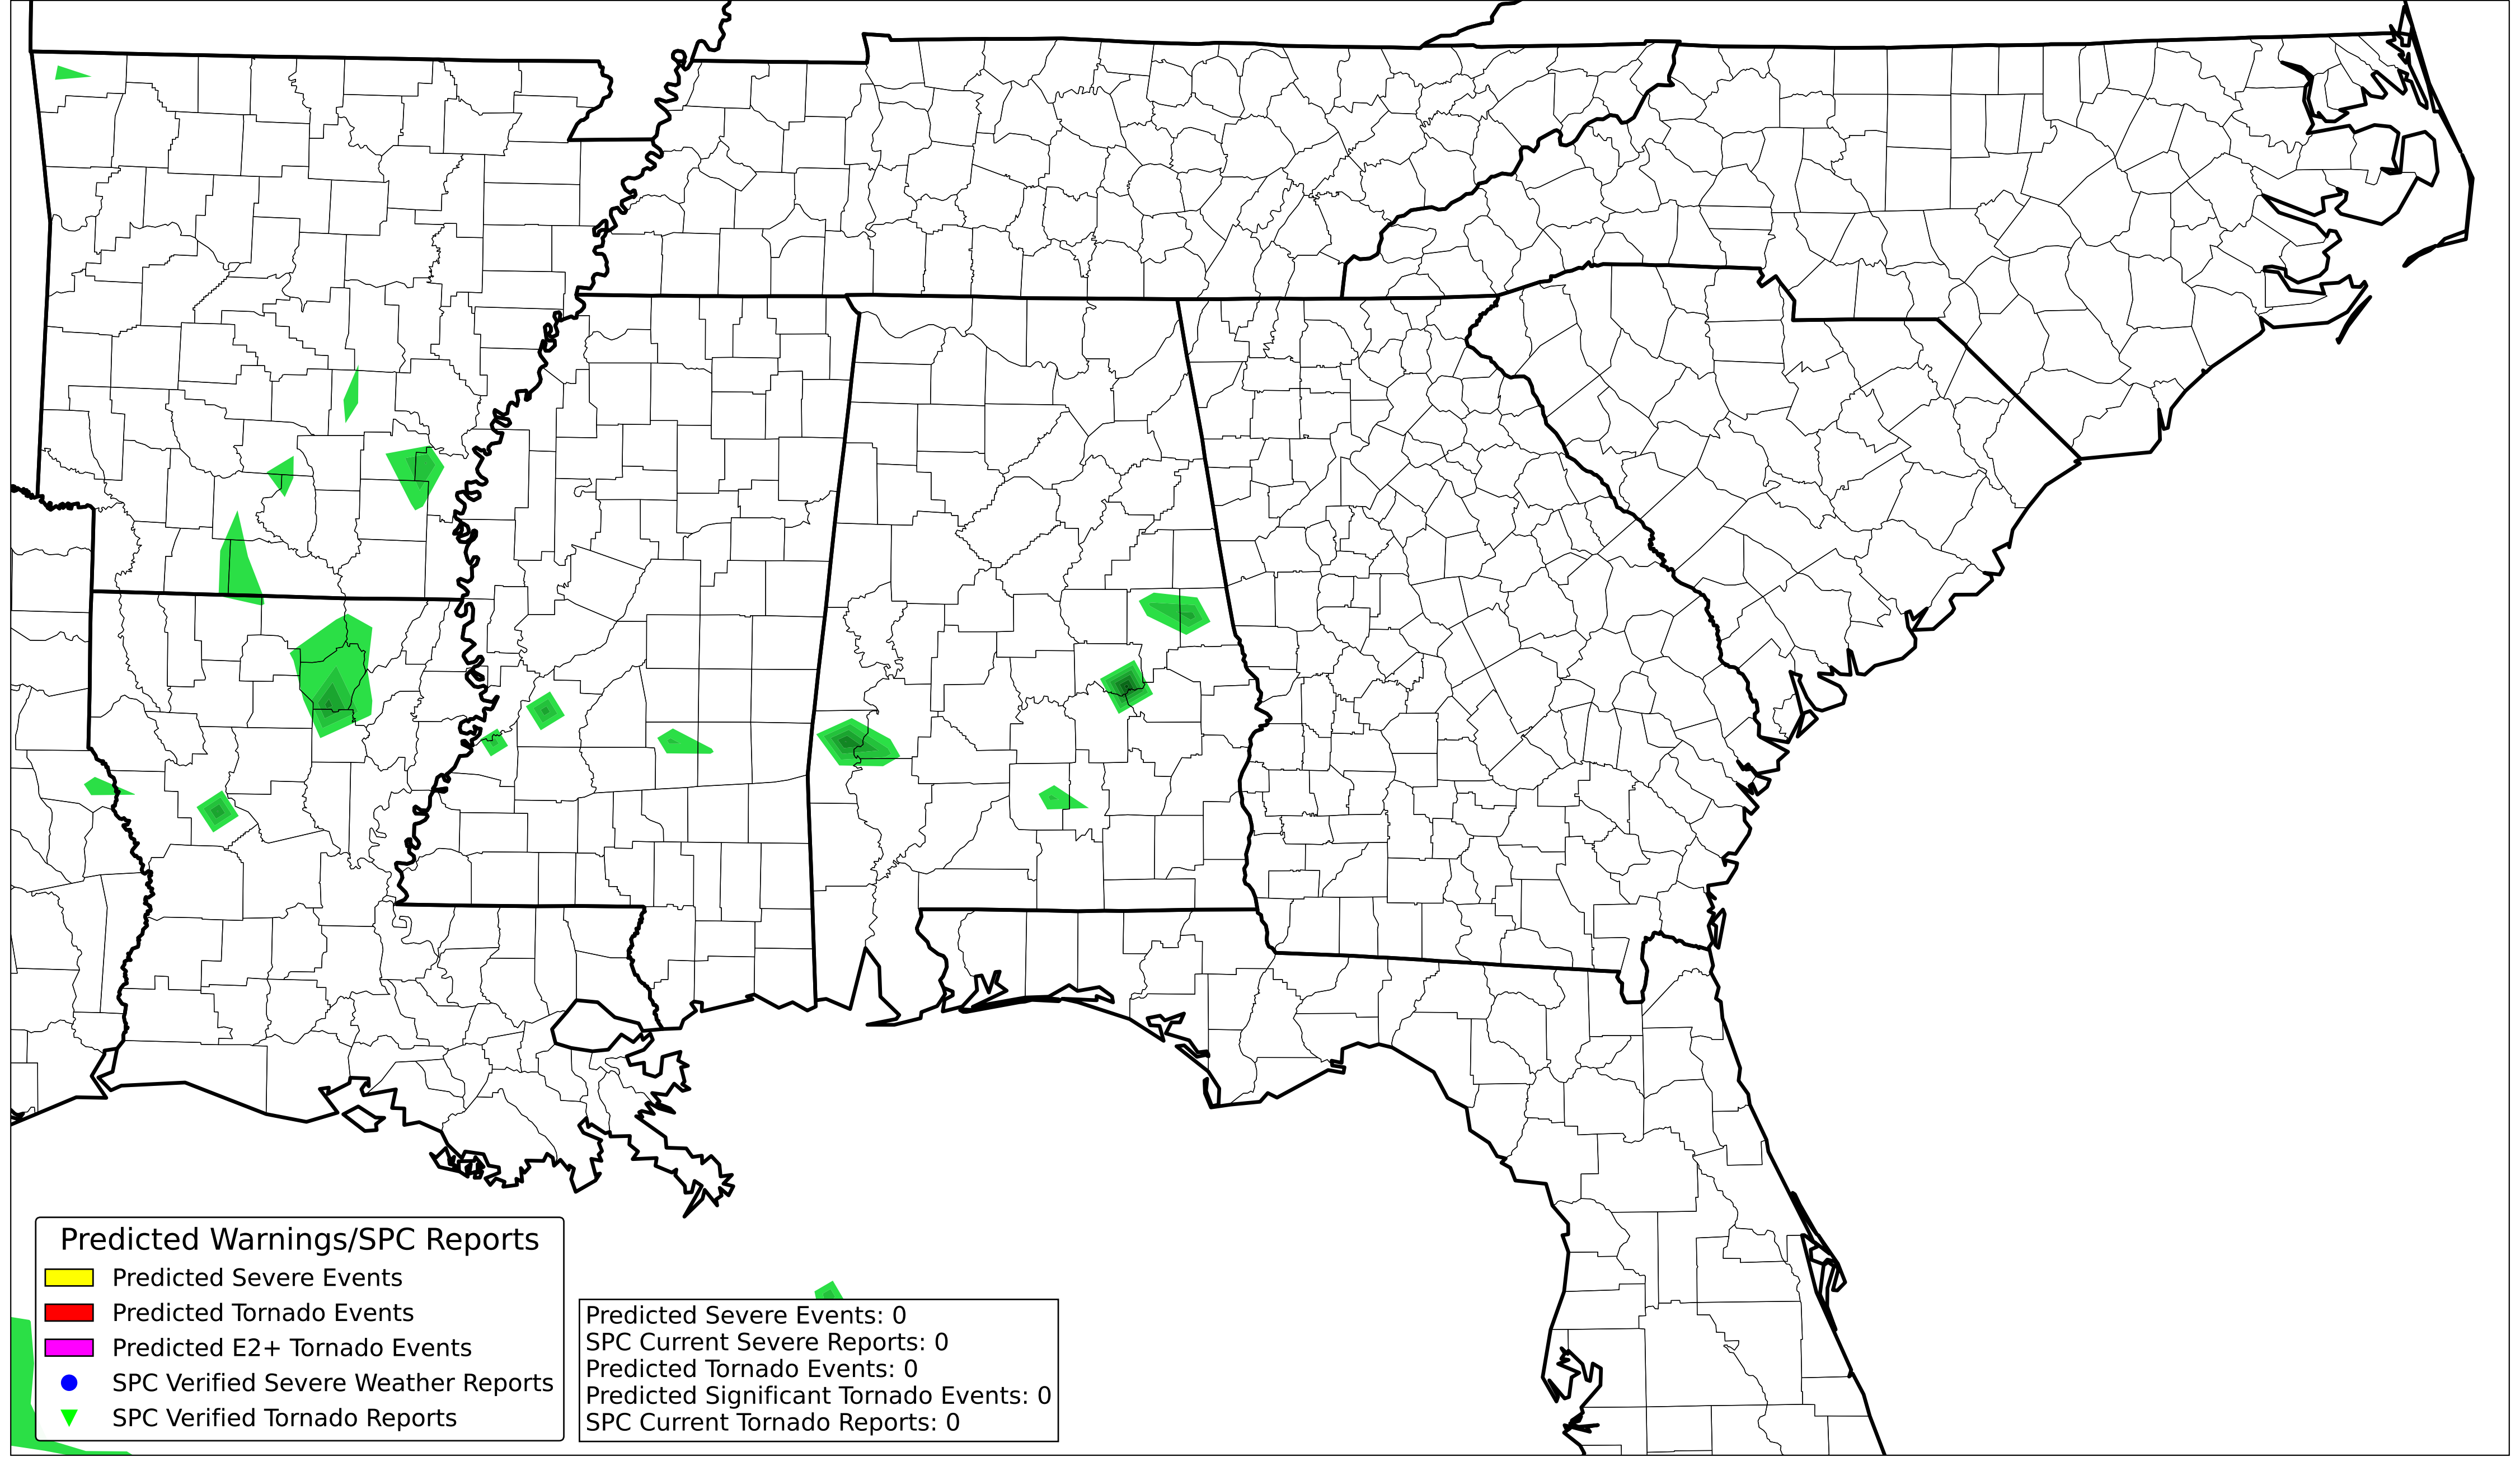 Predicted Warnings/SPC Reports
Predicted Severe Events
Predicted Tornado Events
Predicted E2+ Tornado Events
SPC Verified Severe Weather Reports
SPC Verified Tornado Reports
Predicted Severe Events: 0
SPC Current Severe Reports: 0
Predicted Tornado Events: 0
Predicted Significant Tornado Events: 0
SPC Current Tornado Reports: 0